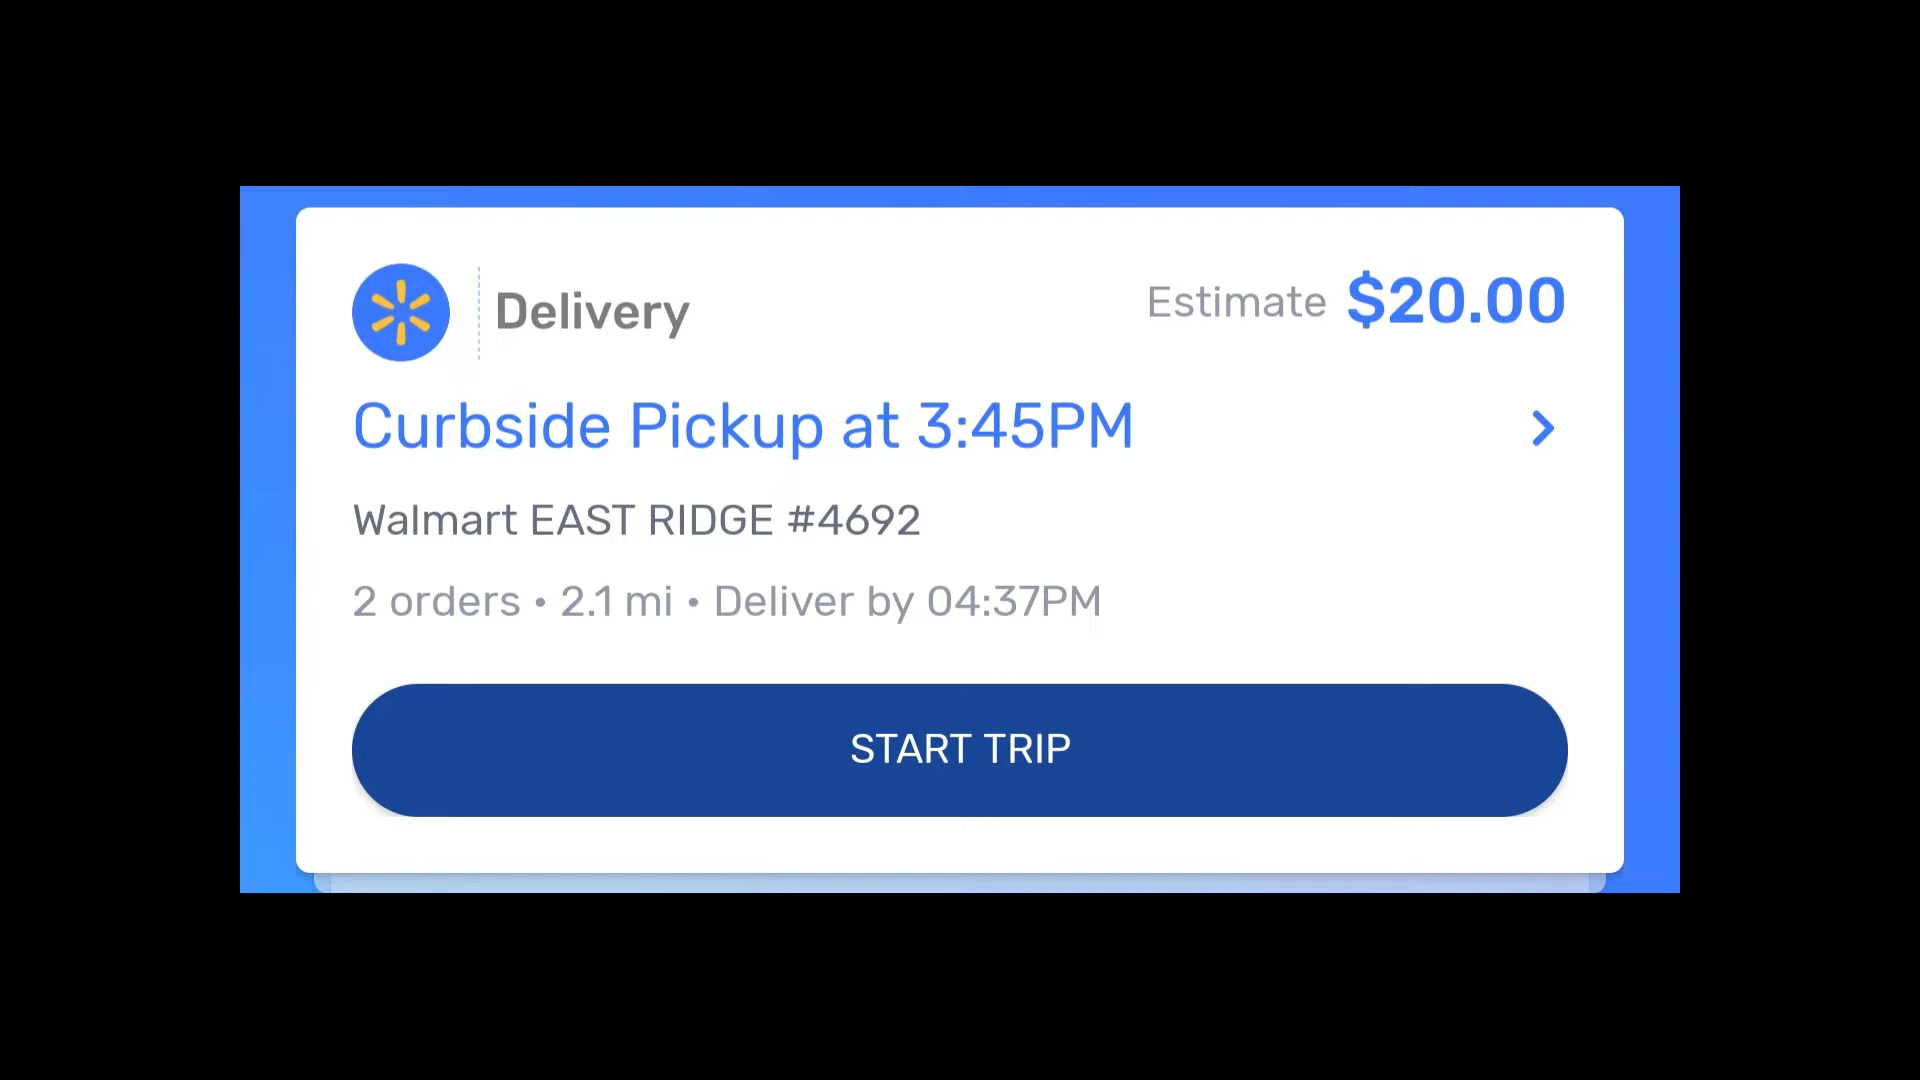 Delivery
Estimate $20.00
Curbside Pickup at 3:45PM
Walmart EAST RIDGE #4692
2 orders • 2.1 mi • Deliver by 04:37PM
START TRIP